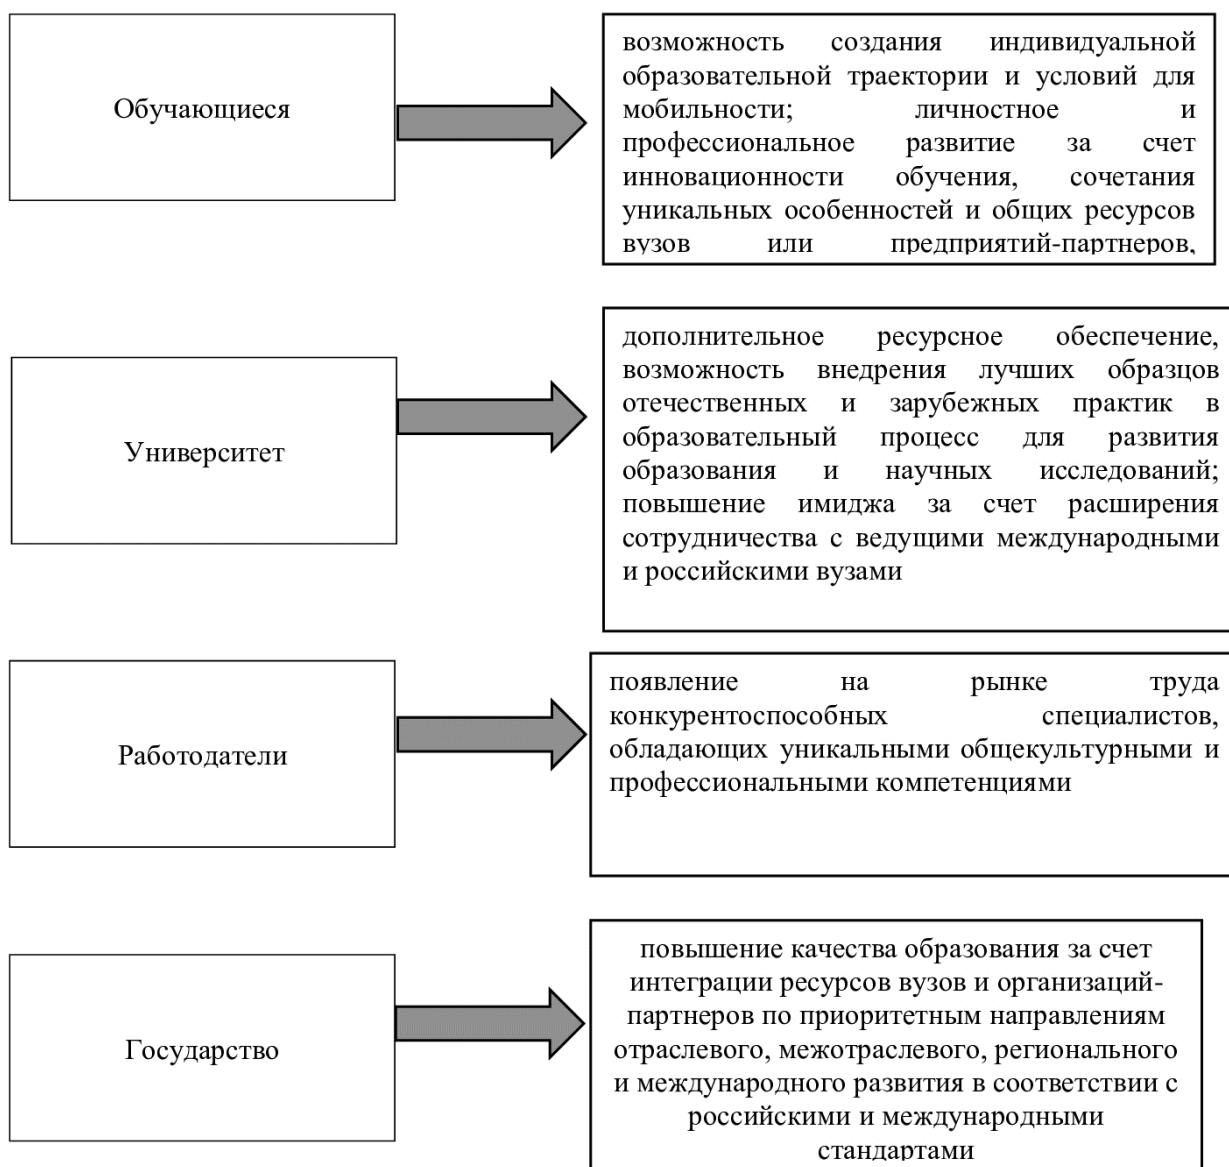 Обучающиеся
возможность создания индивидуальной
образовательной траектории и условий для
мобильности; личностное и
профессиональное развитие за счет
инновационности обучения, сочетания
уникальных особенностей и общих ресурсов
вузов или предприятий-партнеров,
Университет
дополнительное ресурсное обеспечение,
возможность внедрения лучших образцов
отечественных и зарубежных практик в
образовательный процесс для развития
образования и научных исследований;
повышение имиджа за счет расширения
сотрудничества с ведущими международными
и российскими вузами
Работодатели
появление на рынке труда
конкурентоспособных специалистов,
обладающих уникальными общекультурными и
профессиональными компетенциями
Государство
повышение качества образования за счет
интеграции ресурсов вузов и организаций-
партнеров по приоритетным направлениям
отраслевого, межотраслевого, регионального
и международного развития в соответствии с
российскими и международными
стандартами